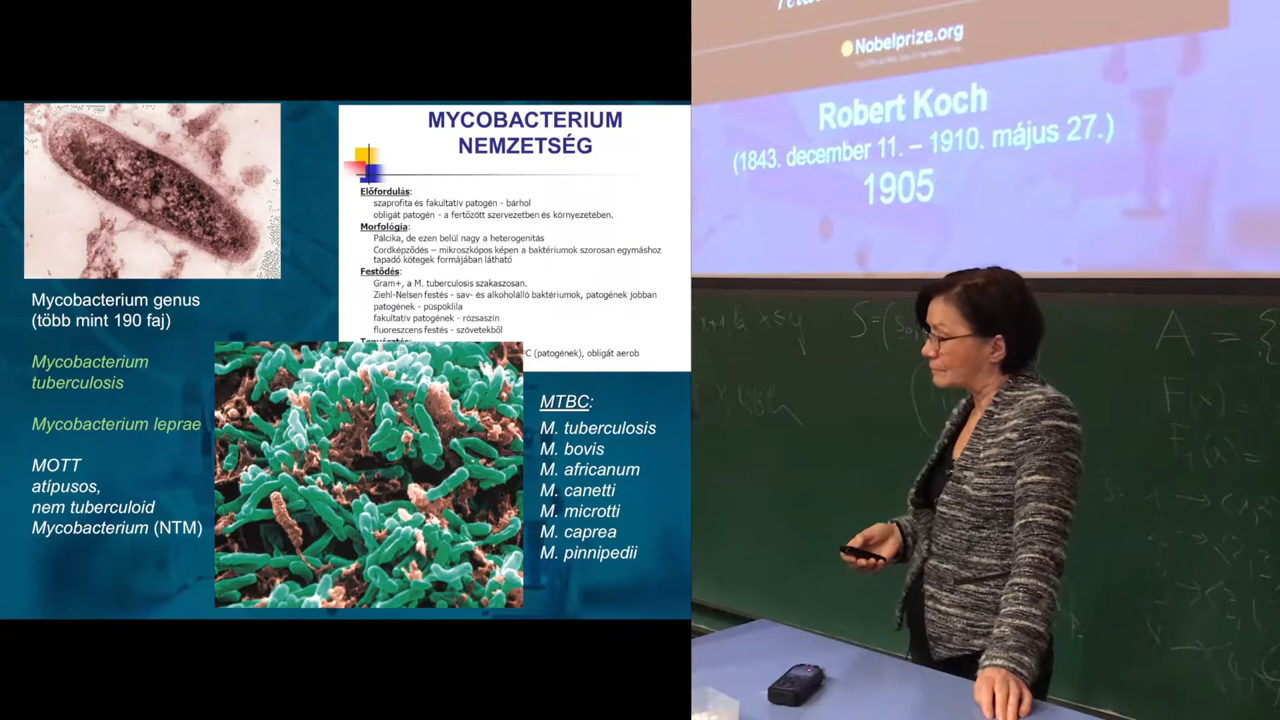 MYCOBACTERIUM
NEMZETSÉG
Előfordulás:
szaprofita és fakultatív patogén - bárhol
obligát patogén - a fertőzött szervezetben és környezetében.
Morfológia:
Pálcika, de ezen belül nagy a heterogenitás
Cordképződés – mikroszkópos képen a baktériumok szorosan egymáshoz
tapadó kötegek formájában látható
Festődés:
Gram+, a M. tuberculosis szakaszosan.
Ziehl-Nelsen festés - sav- és alkoholálló baktériumok, patogének jobban
patogének - püspöklila
fakultatív patogének - rózsaszín
fluoreszcens festés - szövetekből
°C (patogének), obligát aerob
Mycobacterium genus
(több mint 190 faj)
Mycobacterium
tuberculosis
Mycobacterium leprae
MOTT
atípusos,
nem tuberculoid
Mycobacterium (NTM)
MTBC:
M. tuberculosis
M. bovis
M. africanum
M. canetti
M. microtti
M. caprea
M. pinnipedii
Nobelprize.org
Robert Koch
(1843. december 11. – 1910. május 27.)
1905
A = {
F(x) =